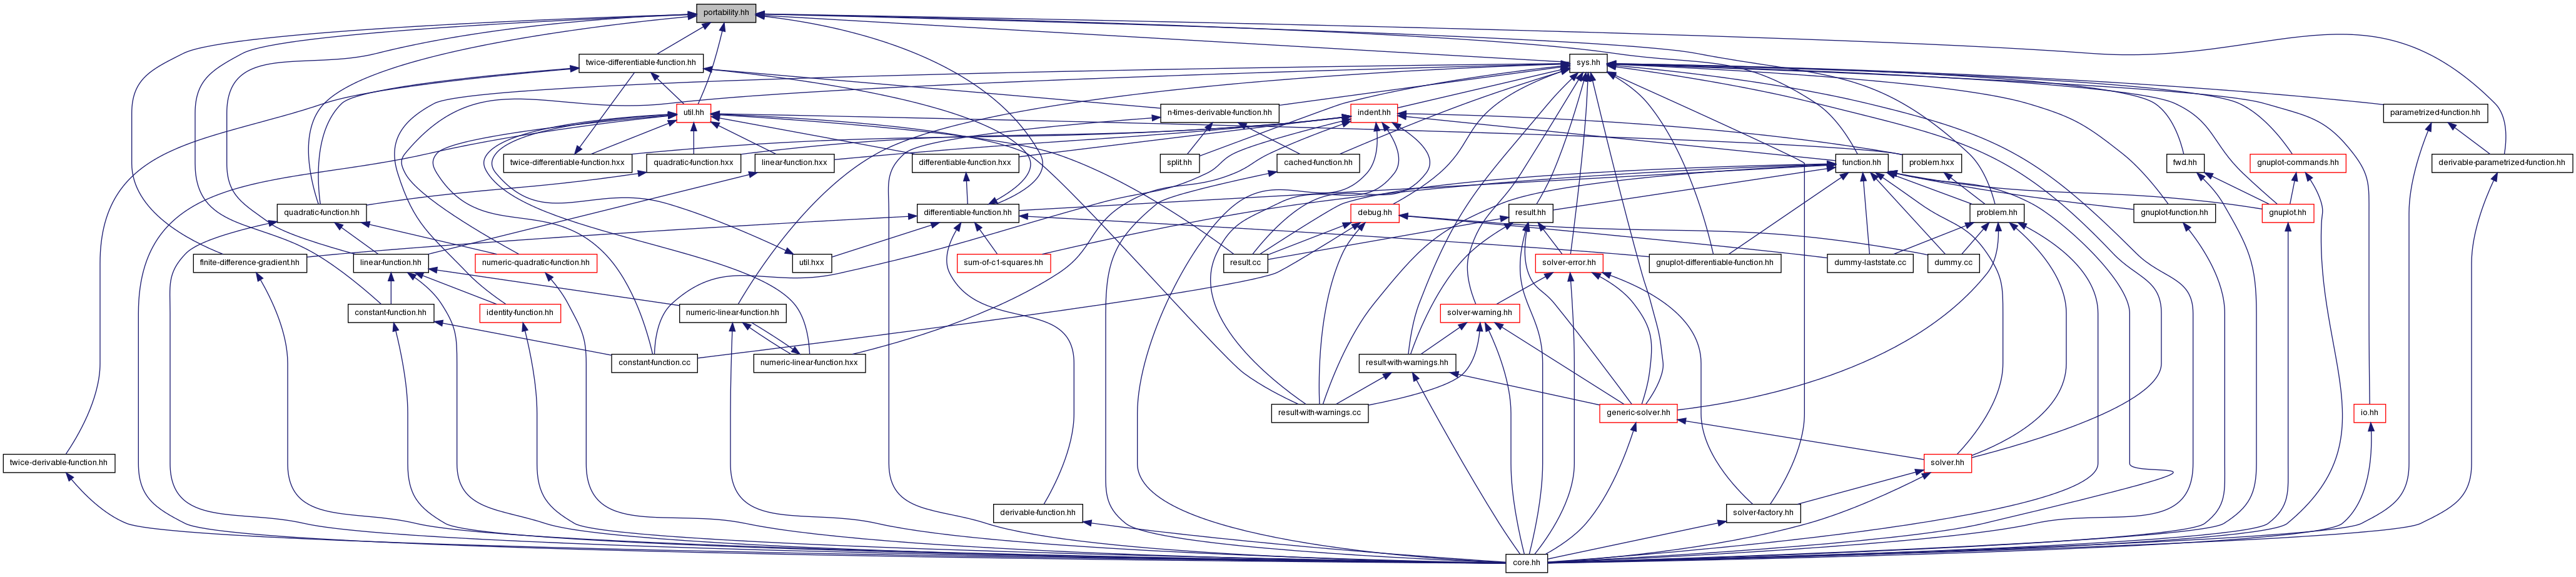 portability.hh
twice-differentiable-function.hh
sys.hh
util.hh
n-times-derivable-function.hh
indent.hh
parametrized-function.hh
twice-differentiable-function.hxx
quadratic-function.hxx
linear-function.hxx
differentiable-function.hxx
split.hh
cached-function.hh
function.hh
problem.hxx
fwd.hh
gnuplot-commands.hh
derivable-parametrized-function.hh
quadratic-function.hh
differentiable-function.hh
debug.hh
result.hh
problem.hh
gnuplot-function.hh
gnuplot.hh
finite-difference-gradient.hh
linear-function.hh
numeric-quadratic-function.hh
util.hxx
sum-of-c1-squares.hh
result.cc
solver-error.hh
gnuplot-differentiable-function.hh
dummy-laststate.cc
dummy.cc
constant-function.hh
identity-function.hh
numeric-linear-function.hh
solver-warning.hh
constant-function.cc
numeric-linear-function.hxx
result-with-warnings.hh
result-with-warnings.cc
generic-solver.hh
io.hh
twice-derivable-function.hh
solver.hh
derivable-function.hh
solver-factory.hh
core.hh